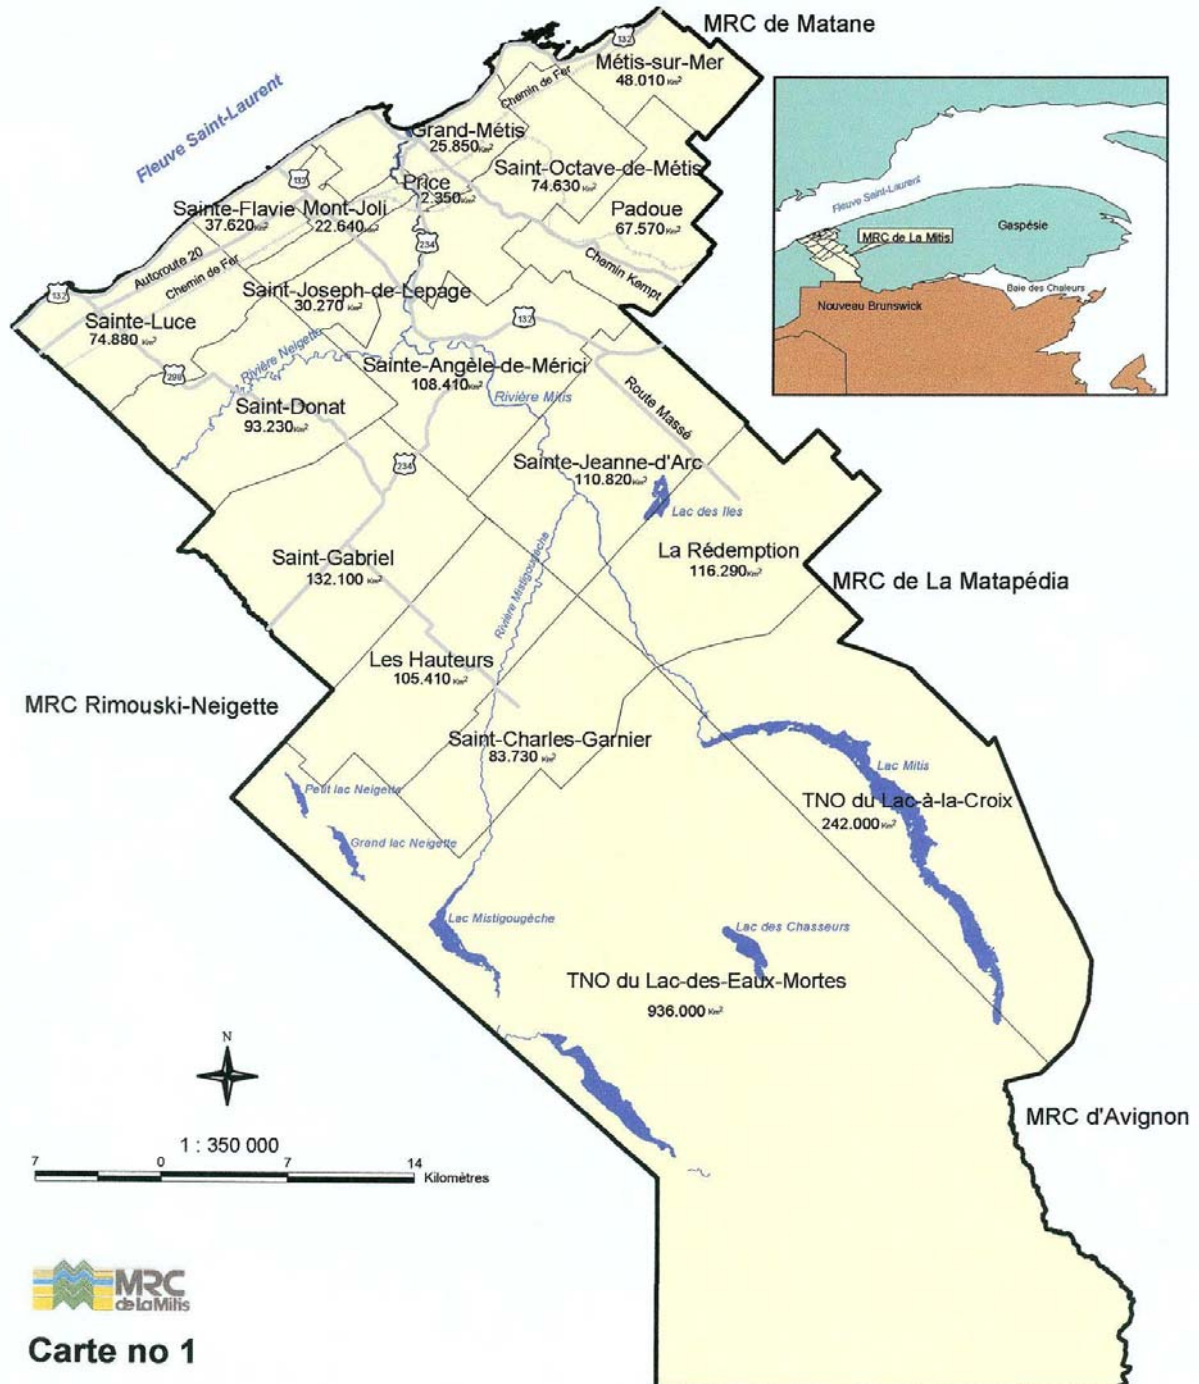 MRC de Matane
132
Métis-sur-Mer
48.010 Km²
Chemin de Fer
Fleuve Saint-Laurent
Grand-Métis
25.850 Km²
Saint-Octave-de-Métis
74.630 Km²
132
Price
2.350 Km²
Sainte-Flavie
37.620 Km²
Mont-Joli
22.640 Km²
Padoue
67.570 Km²
234
Autoroute 20
Chemin de Fer
Chemin Kempt
132
Saint-Joseph-de-Lepage
30.270 Km²
132
Sainte-Luce
74.880 Km²
Rivière Neigette
298
Sainte-Angèle-de-Mérici
108.410 Km²
Route Massé
Rivière Mitis
Saint-Donat
93.230 Km²
234
Sainte-Jeanne-d'Arc
110.820 Km²
Lac des Iles
La Rédemption
116.290 Km²
Saint-Gabriel
132.100 Km²
Rivière Mistigougèche
MRC de La Matapédia
Les Hauteurs
105.410 Km²
MRC Rimouski-Neigette
Saint-Charles-Garnier
83.730 Km²
Lac Mitis
Petit lac Neigette
TNO du Lac-à-la-Croix
242.000 Km²
Grand lac Neigette
Lac Mistigougèche
Lac des Chasseurs
TNO du Lac-des-Eaux-Mortes
936.000 Km²
MRC d'Avignon
Fleuve Saint-Laurent
Gaspésie
MRC de La Mitis
Baie des Chaleurs
Nouveau Brunswick
N
1 : 350 000
7 0 7 14
Kilomètres
MRC
de La Mitis
Carte no 1